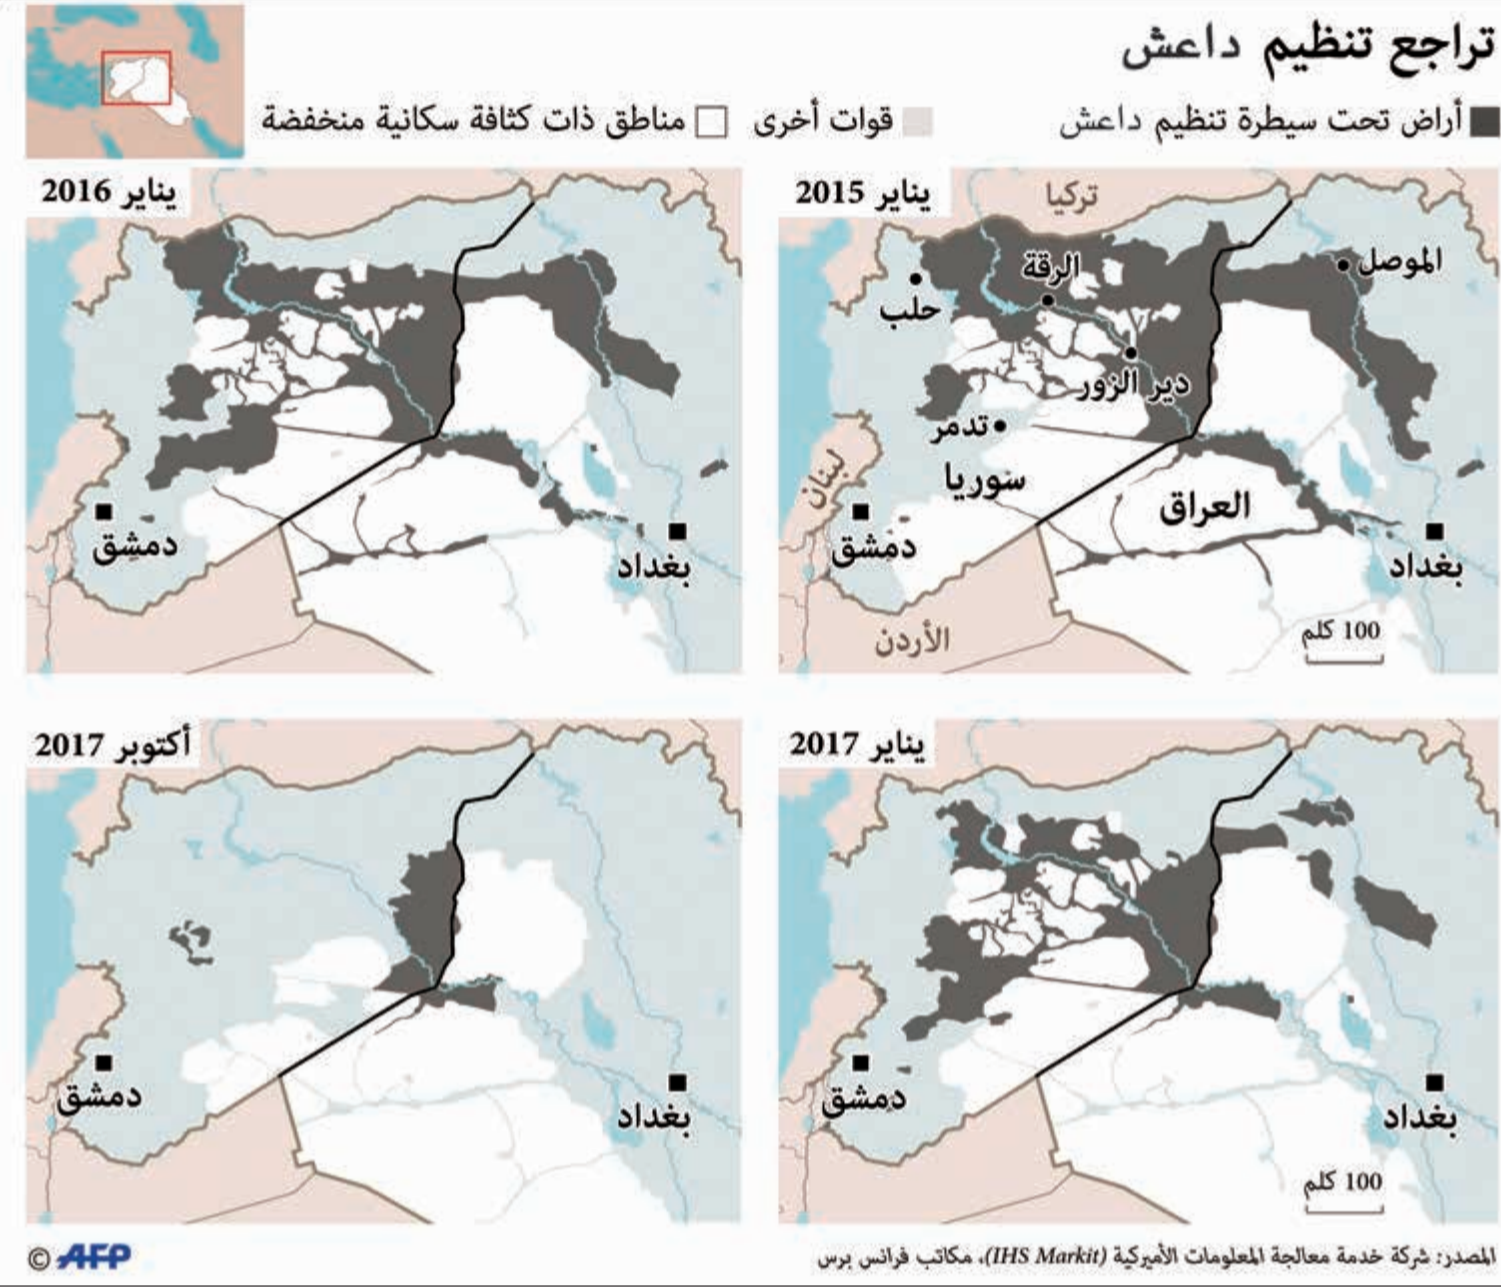 تراجع تنظيم داعش
أراض تحت سيطرة تنظيم داعش
قوات أخرى
مناطق ذات كثافة سكانية منخفضة
يناير 2015
تركيا
الموصل
الرقة
حلب
دير الزور
تدمر
سوريا
لبنان
العراق
دمشق
بغداد
الأردن
100 كلم
يناير 2016
دمشق
بغداد
يناير 2017
دمشق
بغداد
100 كلم
أكتوبر 2017
دمشق
بغداد
المصدر: شركة خدمة معالجة المعلومات الأميركية (IHS Markit)، مكاتب فرانس برس
© AFP